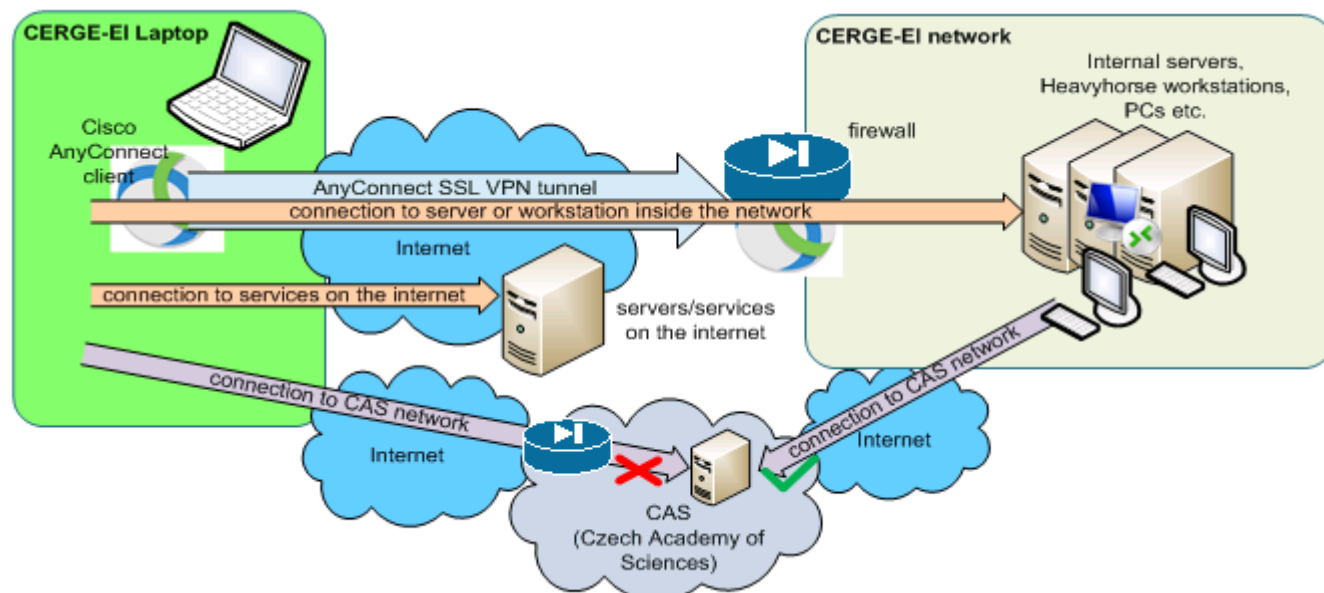 CERGE-EI Laptop
Cisco
AnyConnect
client
CERGE-EI network
Internal servers,
Heavyhorse workstations,
PCs etc.
firewall
AnyConnect SSL VPN tunnel
connection to server or workstation inside the network
Internet
connection to services on the internet
servers/services
on the internet
connection to CAS network
Internet
connection to CAS network
Internet
CAS
(Czech Academy of
Sciences)